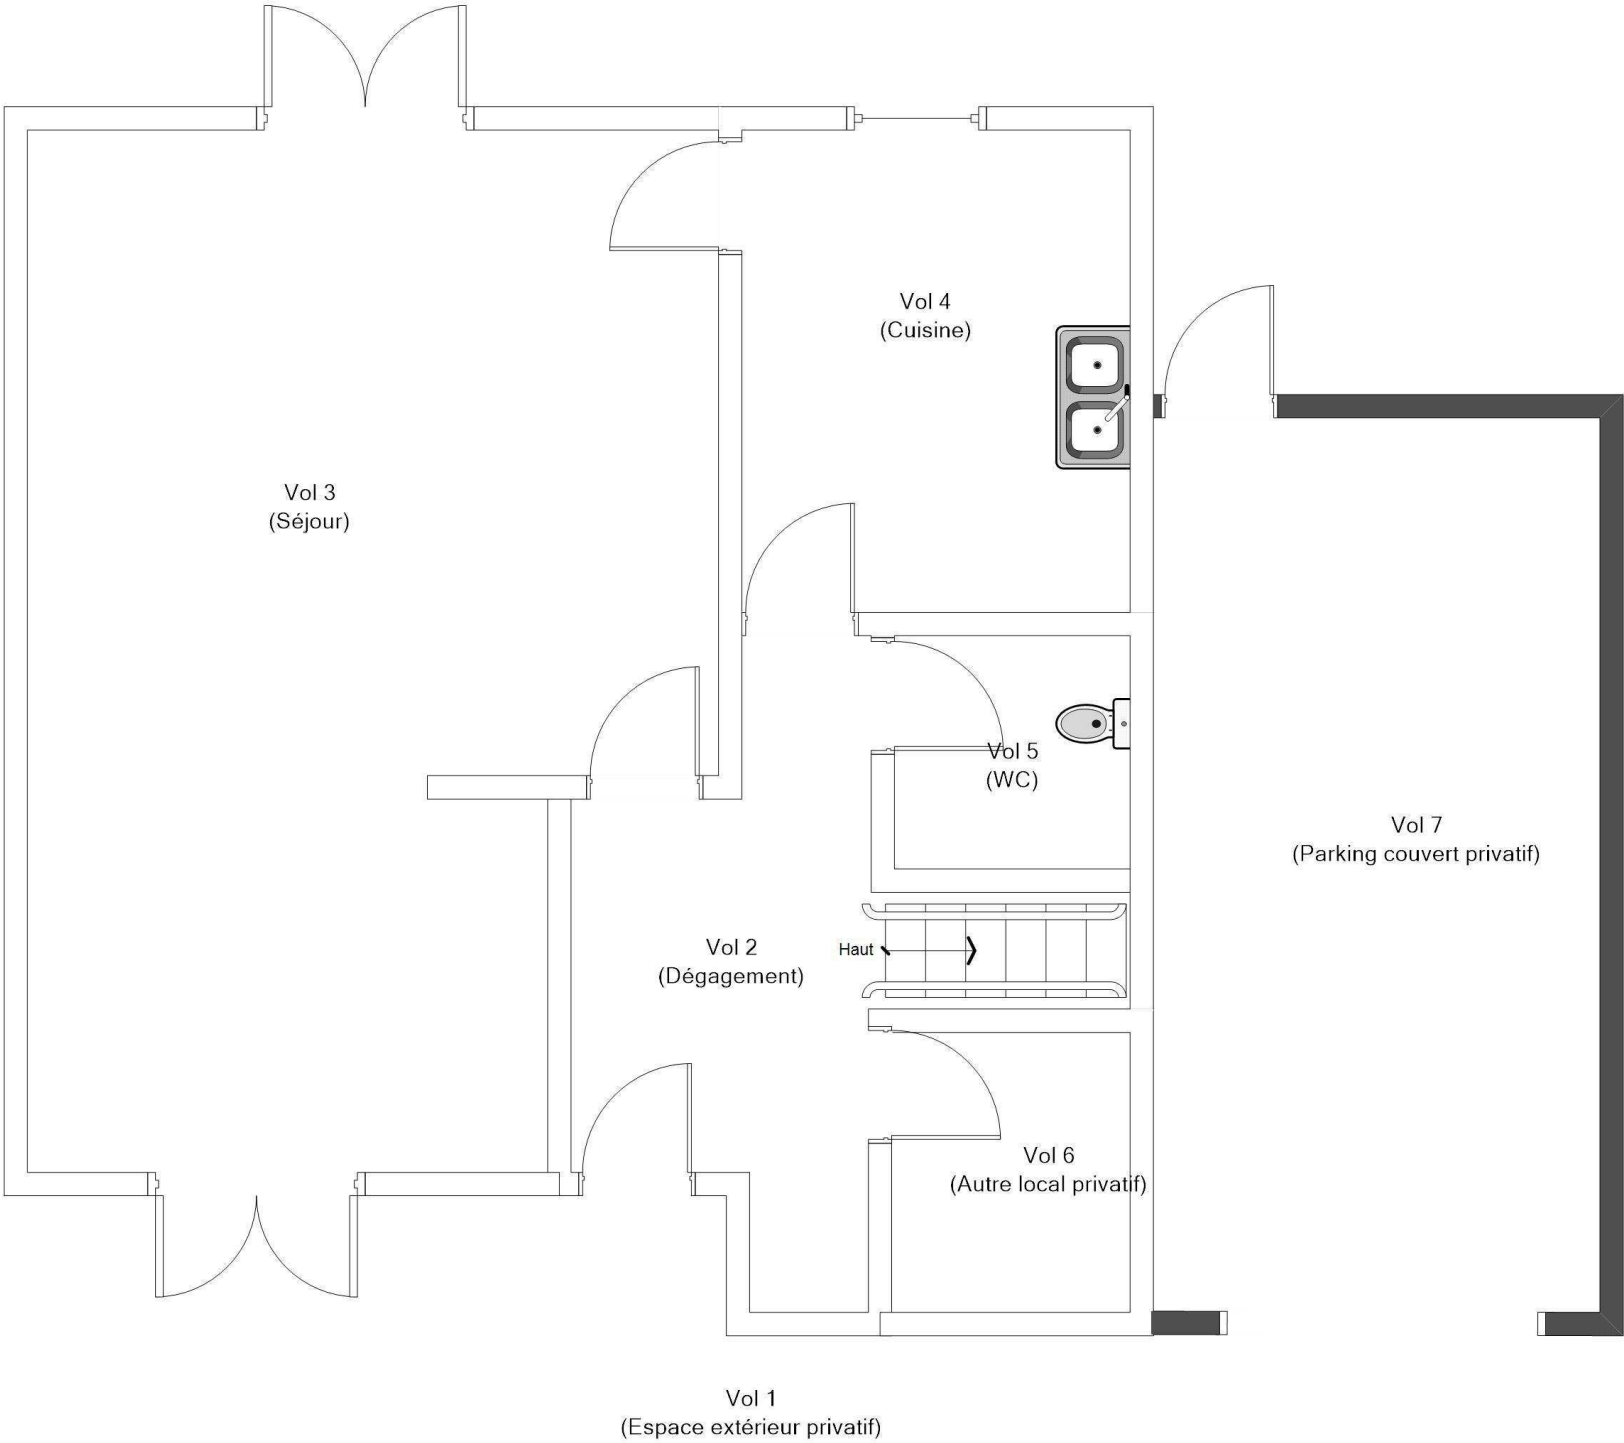 Vol 4
(Cuisine)
Vol 3
(Séjour)
Vol 5
(WC)
Vol 7
(Parking couvert privatif)
Vol 2
(Dégagement)
Haut
Vol 6
(Autre local privatif)
Vol 1
(Espace extérieur privatif)